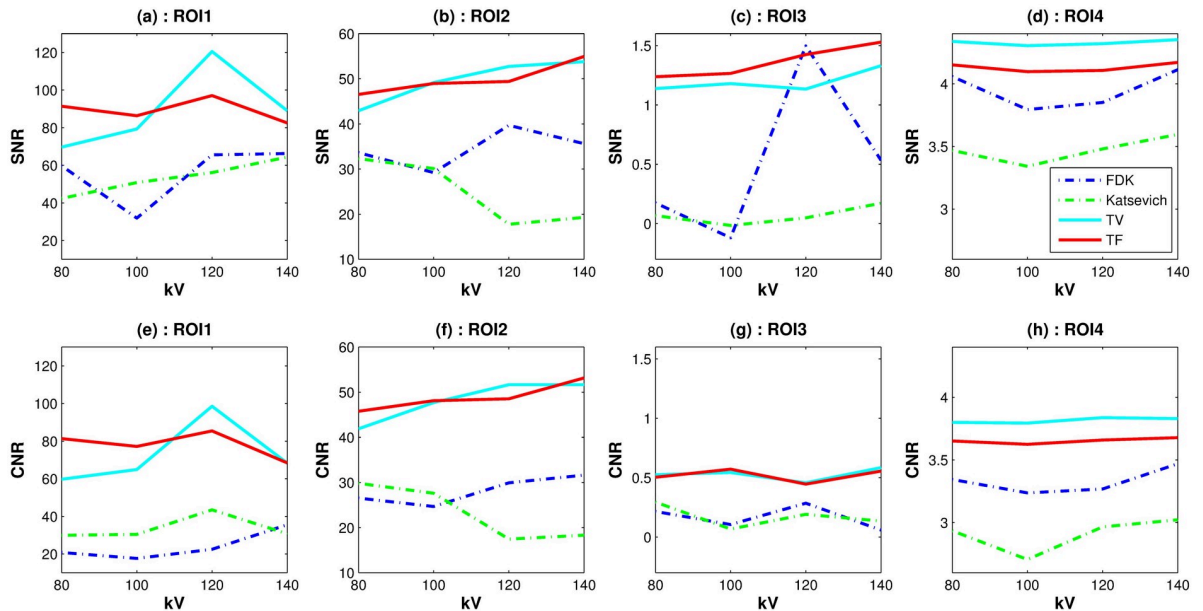 (a) : ROI1
SNR
120
100
80
60
40
20
80 100 120 140
kV
(b) : ROI2
SNR
60
50
40
30
20
10
80 100 120 140
kV
(c) : ROI3
SNR
1.5
1
0.5
0
80 100 120 140
kV
(d) : ROI4
SNR
4
3.5
3
80 100 120 140
kV
FDK
Katsevich
TV
TF
(e) : ROI1
CNR
120
100
80
60
40
20
80 100 120 140
kV
(f) : ROI2
CNR
60
50
40
30
20
10
80 100 120 140
kV
(g) : ROI3
CNR
1.5
1
0.5
0
80 100 120 140
kV
(h) : ROI4
CNR
4
3.5
3
80 100 120 140
kV